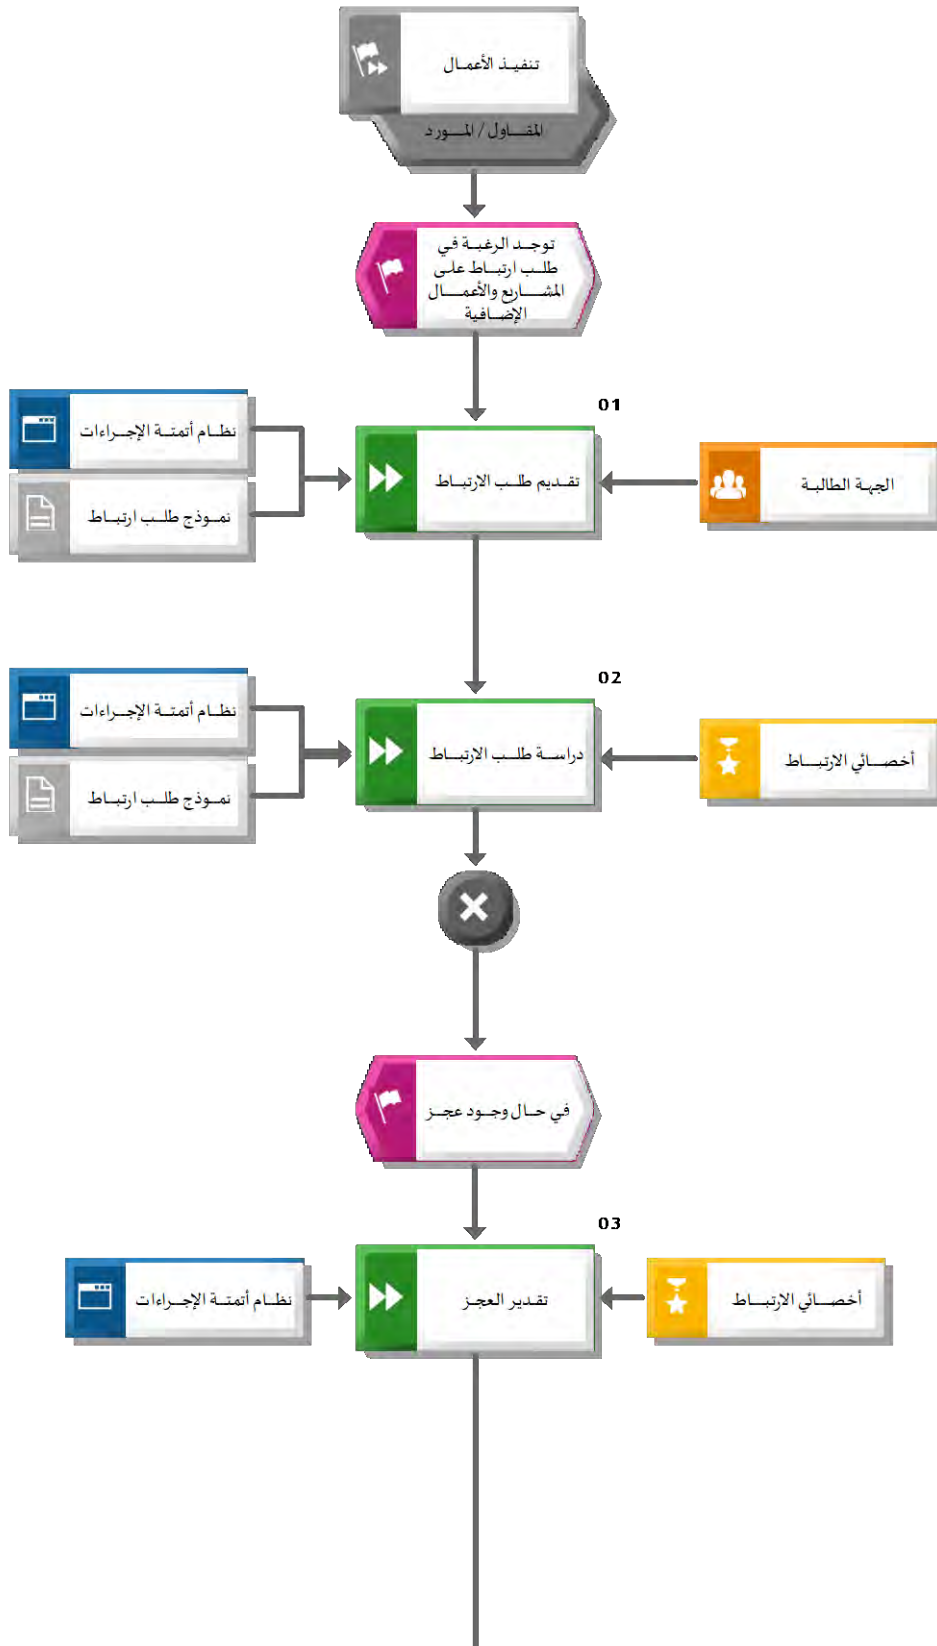 تنفيذ الأعمال
المقاول / المورد
توجد الرغبة في
طلب ارتباط على
المشاريع والأعمال
الإضافية
01
نظام أتمتة الإجراءات
تقديم طلب الارتباط
الجهة الطالبة
نموذج طلب ارتباط
02
نظام أتمتة الإجراءات
دراسة طلب الارتباط
أخصائي الارتباط
نموذج طلب ارتباط
في حال وجود عجز
03
أخصائي الارتباط
تقدير العجز
نظام أتمتة الإجراءات